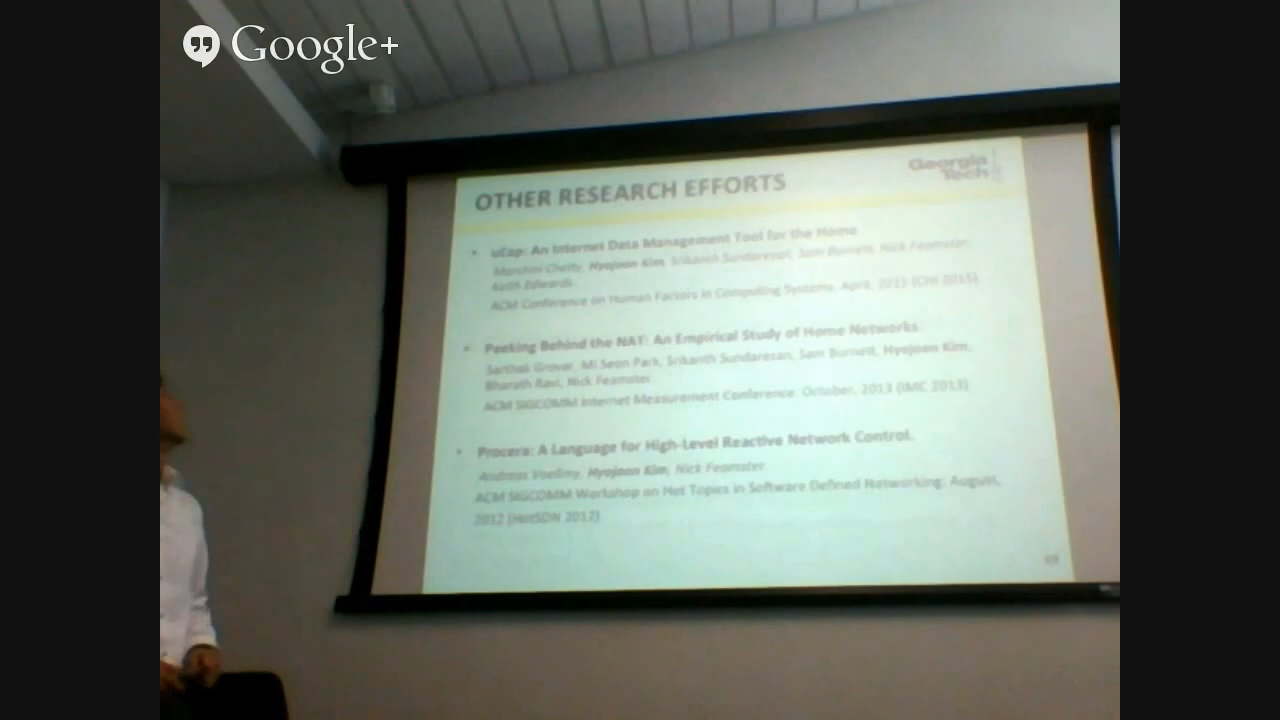 Google+
Georgia
Tech
OTHER RESEARCH EFFORTS
• uCap: An Internet Data Management Tool for the Home
Marshini Chetty, Hyojoon Kim, Srikanth Sundaresan, Sam Burnett, Nick Feamster,
Keith Edwards
ACM Conference on Human Factors in Computing Systems. April, 2015 (CHI 2015)
• Peeking Behind the NAT: An Empirical Study of Home Networks.
Sarthak Grover, Mi Seon Park, Srikanth Sundaresan, Sam Burnett, Hyojoon Kim,
Bharath Ravi, Nick Feamster
ACM SIGCOMM Internet Measurement Conference. October, 2013 (IMC 2013)
• Procera: A Language for High-Level Reactive Network Control.
Andreas Voellmy, Hyojoon Kim, Nick Feamster
ACM SIGCOMM Workshop on Hot Topics in Software Defined Networking. August,
2012 (HotSDN 2012)